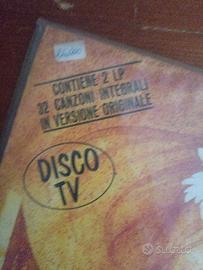 CONTIENE 2 LP
32 CANZONI INTEGRALI
IN VERSIONE ORIGINALE
DISCO
TV
Subito